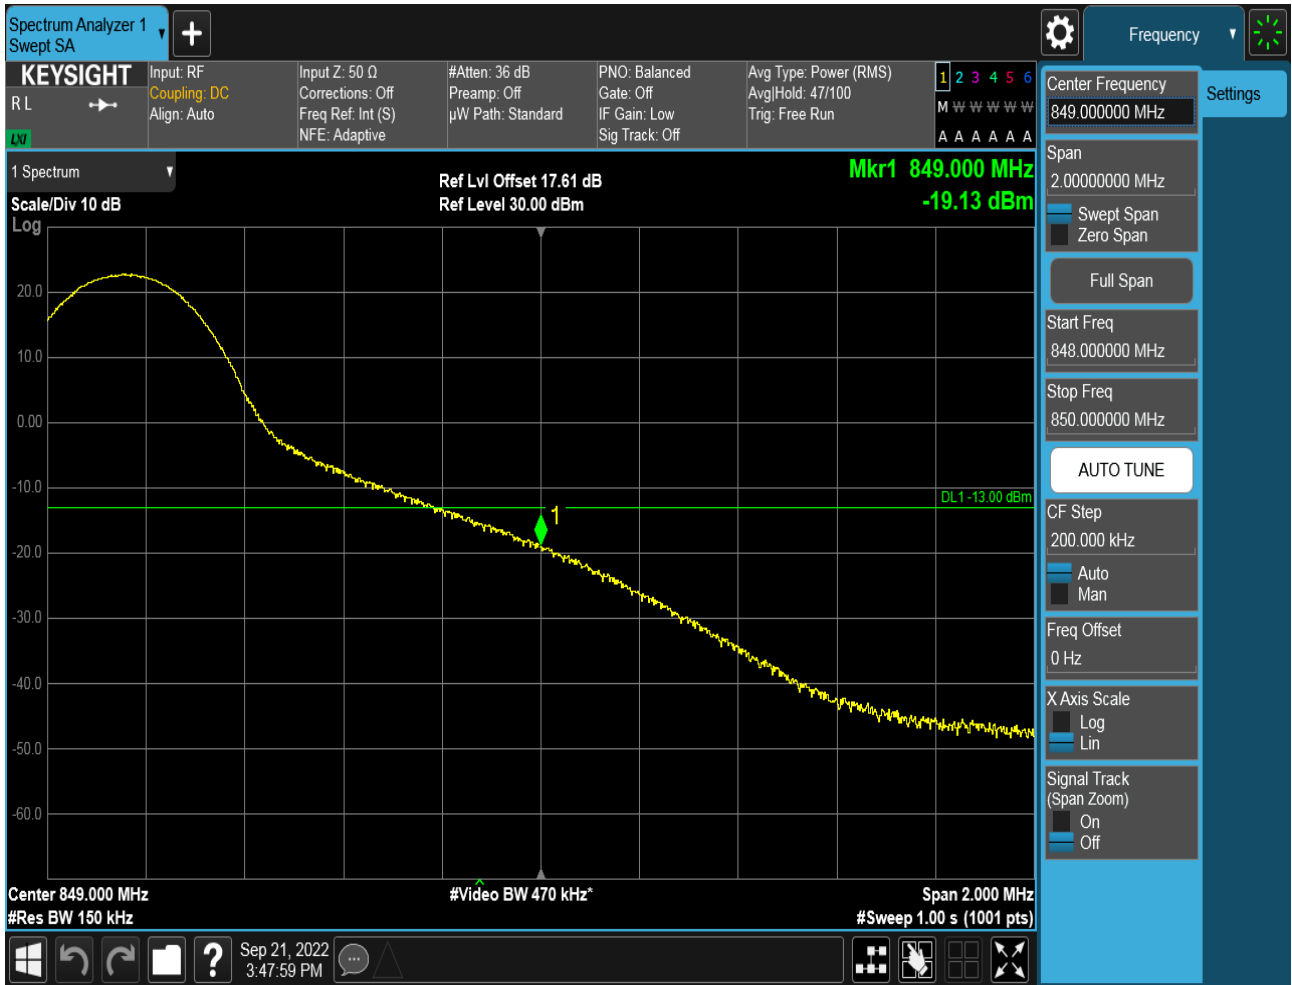 Spectrum Analyzer 1
Swept SA
Frequency
KEYSIGHT
R L
LXI
Input: RF
Coupling: DC
Align: Auto
Input Z: 50 Ω
Corrections: Off
Freq Ref: Int (S)
NFE: Adaptive
#Atten: 36 dB
Preamp: Off
µW Path: Standard
PNO: Balanced
Gate: Off
IF Gain: Low
Sig Track: Off
Avg Type: Power (RMS)
Avg|Hold: 47/100
Trig: Free Run
1 2 3 4 5 6
M W W W W W
A A A A A A
Center Frequency
849.000000 MHz
Settings
1 Spectrum
Scale/Div 10 dB
Log
Ref Lvl Offset 17.61 dB
Ref Level 30.00 dBm
Mkr1 849.000 MHz
-19.13 dBm
Span
2.00000000 MHz
Swept Span
Zero Span
Full Span
Start Freq
848.000000 MHz
Stop Freq
850.000000 MHz
AUTO TUNE
CF Step
200.000 kHz
Auto
Man
Freq Offset
0 Hz
X Axis Scale
Log
Lin
Signal Track
(Span Zoom)
On
Off
20.0
10.0
0.00
-10.0
DL1 -13.00 dBm
1
-20.0
-30.0
-40.0
-50.0
-60.0
Center 849.000 MHz
#Video BW 470 kHz*
Span 2.000 MHz
#Res BW 150 kHz
#Sweep 1.00 s (1001 pts)
?
Sep 21, 2022
3:47:59 PM